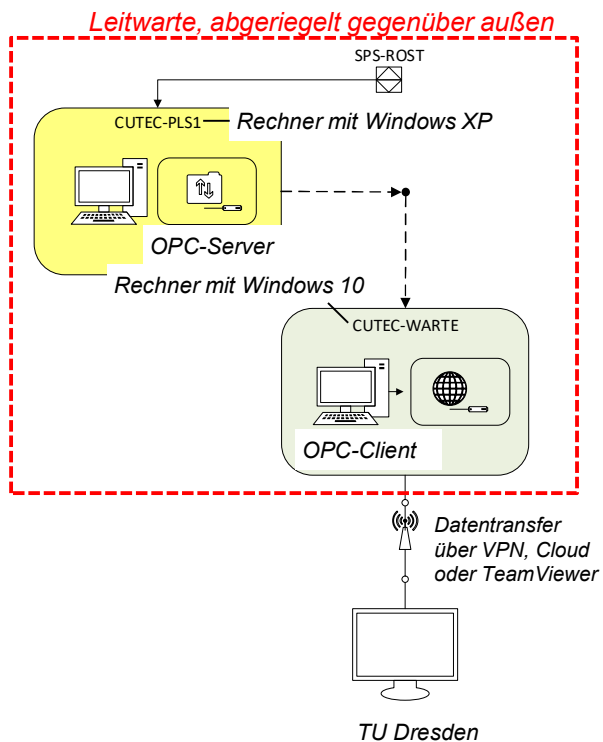 Leitwarte, abgeriegelt gegenüber außen
SPS-ROST
CUTEC-PLS1
Rechner mit Windows XP
OPC-Server
Rechner mit Windows 10
CUTEC-WARTE
OPC-Client
Datentransfer
über VPN, Cloud
oder TeamViewer
TU Dresden